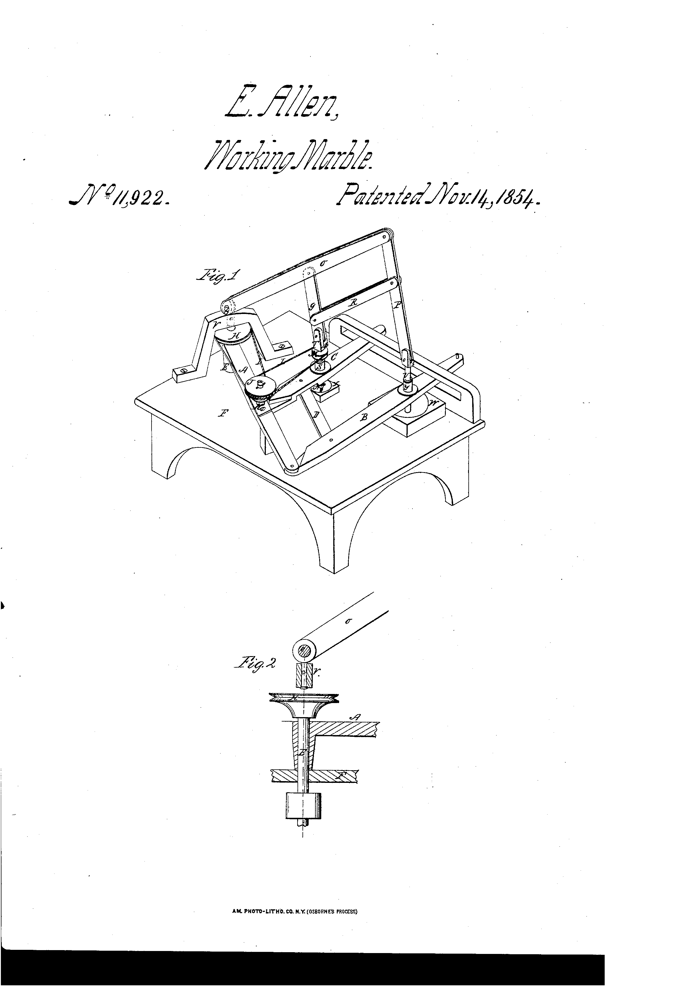 E. Allen,
Working Marble.
Nº 11,922. Patented Nov. 14, 1854.
Fig. 1
O
G
R
P
V
H
E
A
I
L
C
J
S
F
D
B
W
Fig. 2
O
V.
H
A
E
F
AM. PHOTO-LITHO. CO. N.Y. (OSBORNE'S PROCESS)